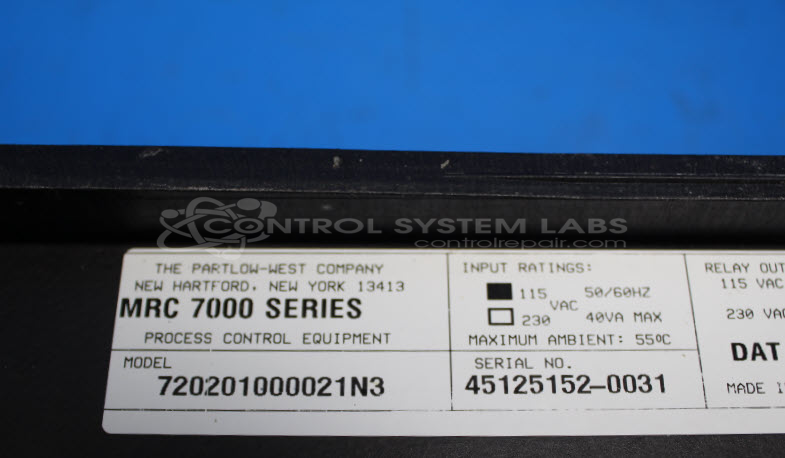 CONTROL SYSTEM LABS
controlrepair.com
THE PARTLOW-WEST COMPANY
NEW HARTFORD, NEW YORK 13413
MRC 7000 SERIES
PROCESS CONTROL EQUIPMENT
MODEL
720201000021N3
INPUT RATINGS:
115 VAC 50/60HZ
230 40VA MAX
MAXIMUM AMBIENT: 55ºC
SERIAL NO.
45125152-0031
RELAY OUT
115 VAC
230 VAC
DAT
MADE I